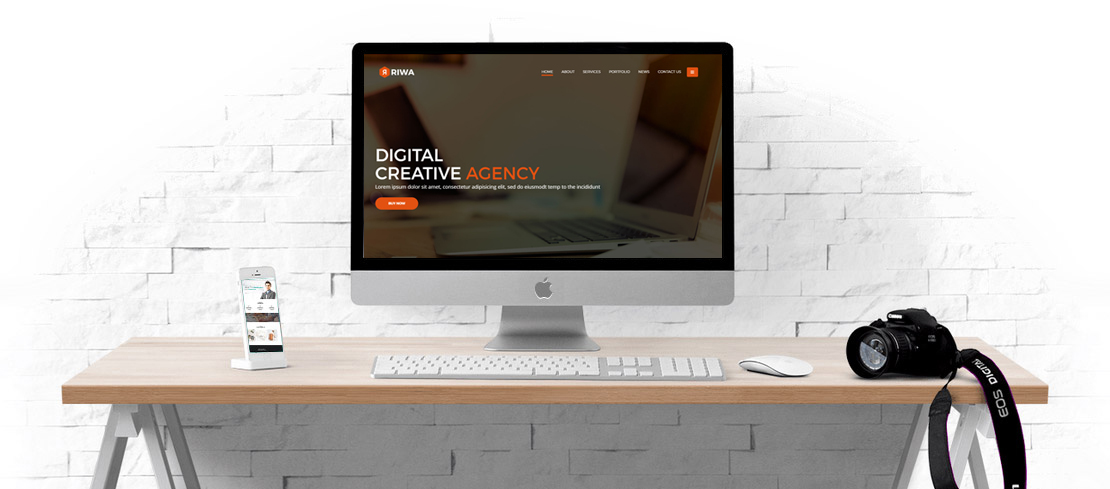 RIWA
HOME ABOUT SERVICES PORTFOLIO NEWS CONTACT US
DIGITAL
CREATIVE AGENCY
Lorem ipsum dolor sit amet, consectetur adipisicing elit, sed do eiusmodt temp to the incididunt
BUY NOW
EOS DIGITAL